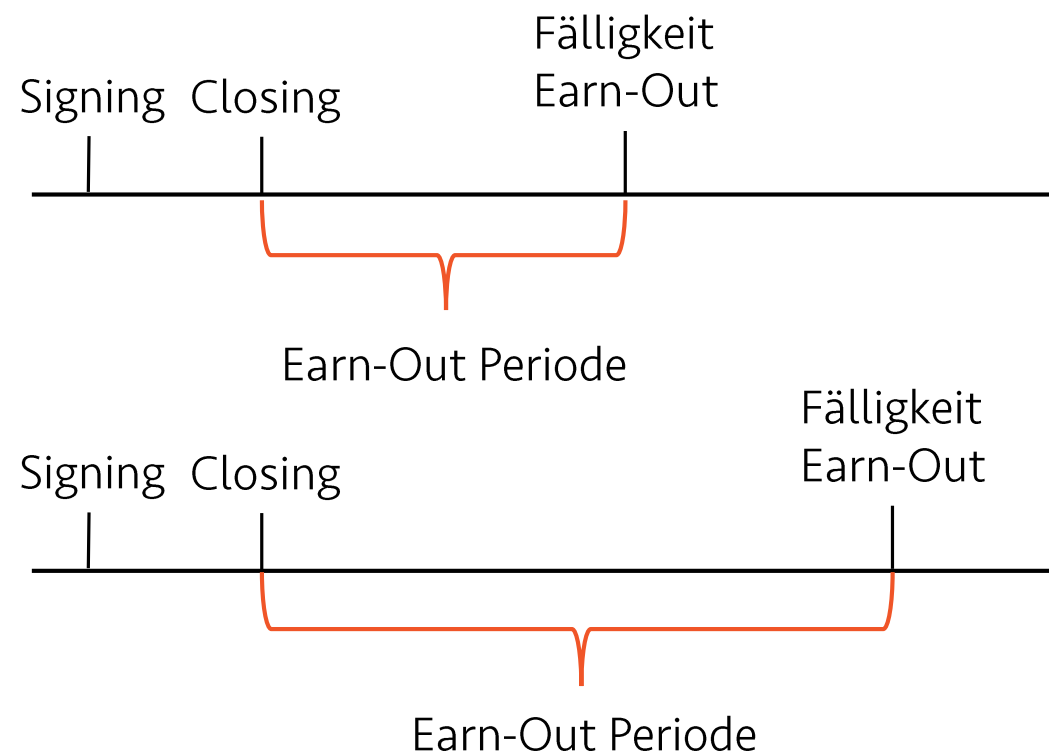 Fälligkeit
Earn-Out
Signing Closing
Earn-Out Periode
Fälligkeit
Earn-Out
Signing Closing
Earn-Out Periode